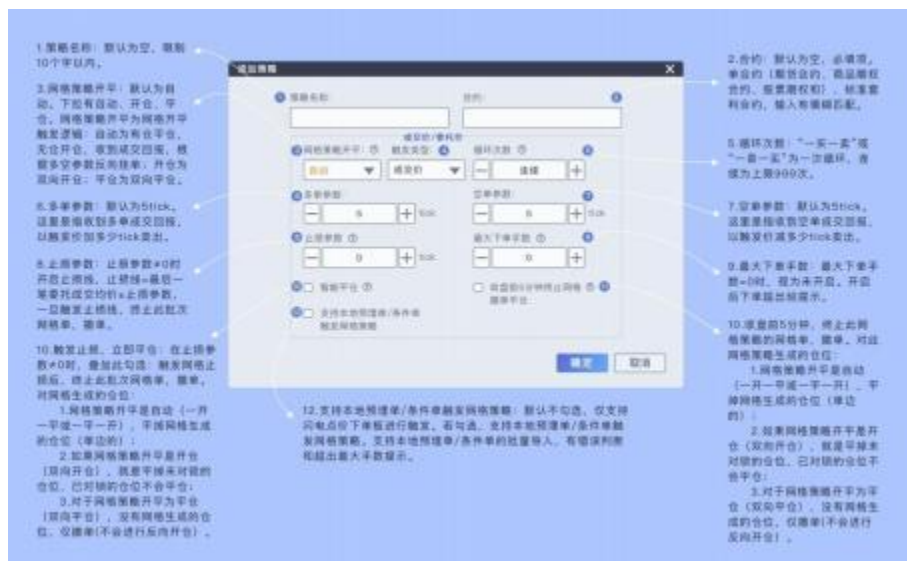 1.策略名称：默认为空，限制
10个字以内。
3.网格策略开平：默认为自
动，下拉有自动、开仓、平
仓。网格策略开平为网格开平
触发逻辑：自动为有仓平仓，
无仓开仓，收到成交回报，根
据多空参数反向挂单；开仓为
双向开仓；平仓为双向平仓。
6.多单参数：默认为5tick，
这里是指收到多单成交回报，
以触发价加多少tick卖出。
8.止损参数：止损参数≠0时
开启止损线，止损线=最后一
笔委托成交均价±止损参数，
一旦触发止损线，终止此批次
网格单，撤单。
10.触发止损，立即平仓：在止损参
数≠0时，叠加此勾选：触发网格止
损后，终止此批次网格单，撤单。
对网格生成的仓位：
1.网格策略开平是自动（一开
一平或一平一开），平掉网格生成
的仓位（单边的）；
2.如果网格策略开平是开仓
（双向开仓），就是平掉未对锁的
仓位，已对锁的仓位不会平仓；
3.对于网格策略开平为平仓
（双向平仓），没有网格生成的仓
位，仅撤单(不会进行反向开仓）。
策略
×
策略名称：
合约：
成交价/委托价
网格策略开平：
触发类型：
循环次数
自动
成交价
连续
多单参数：
空单参数：
5
tick
5
tick
止损参数
最大下单手数
0
tick
0
智能平仓
收盘前5分钟终止网格
撤单平仓
支持本地预埋单/条件单
触发网格策略
确定
取消
12.支持本地预埋单/条件单触发网格策略：默认不勾选，仅支持
闪电点价下单板进行触发。若勾选，支持本地预埋单/条件单触
发网格策略。支持本地预埋单/条件单的批量导入，有错误判断
和超出最大手数提示。
2.合约：默认为空，必填项。
单合约（期货合约、商品期权
合约、股票期权和）、标准套
利合约，输入有模糊匹配。
5.循环次数：“一买一卖”或
“一卖一买”为一次循环，连
续为上限999次。
7.空单参数：默认为5tick，
这里是指收到空单成交回报，
以触发价减多少tick卖出。
9.最大下单手数：最大下单手
数=0时，视为未开启。开启
后下单超出给提示。
10.收盘前5分钟，终止此网
格策略的网格单，撤单。对此
网格策略生成的仓位：
1.网格策略开平是自动
（一开一平或一平一开），平
掉网格生成的仓位（单边
的）；
2.如果网格策略开平是开
仓（双向开仓），就是平掉未
对锁的仓位，已对锁的仓位不
会平仓；
3.对于网格策略开平为平
仓（双向平仓），没有网格生
成的仓位，仅撤单(不会进行
反向开仓）。